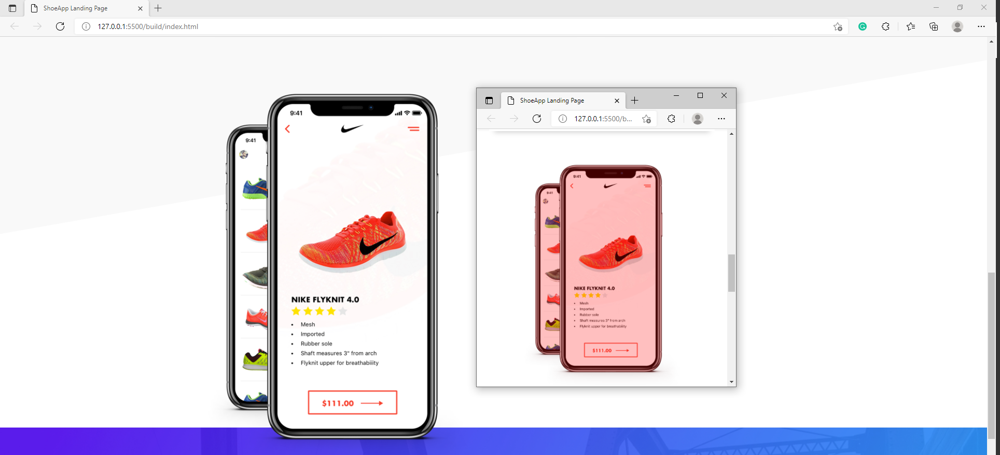 ShoeApp Landing Page
127.0.0.1:5500/build/index.html
9:41
9:41
NIKE FLYKNIT 4.0
Mesh
Imported
Rubber sole
Shaft measures 3" from arch
Flyknit upper for breathabiiity
$111.00
ShoeApp Landing Page
127.0.0.1:5500/b...
9:41
9:41
NIKE FLYKNIT 4.0
Mesh
Imported
Rubber sole
Shaft measures 3" from arch
Flyknit upper for breathability
$111.00